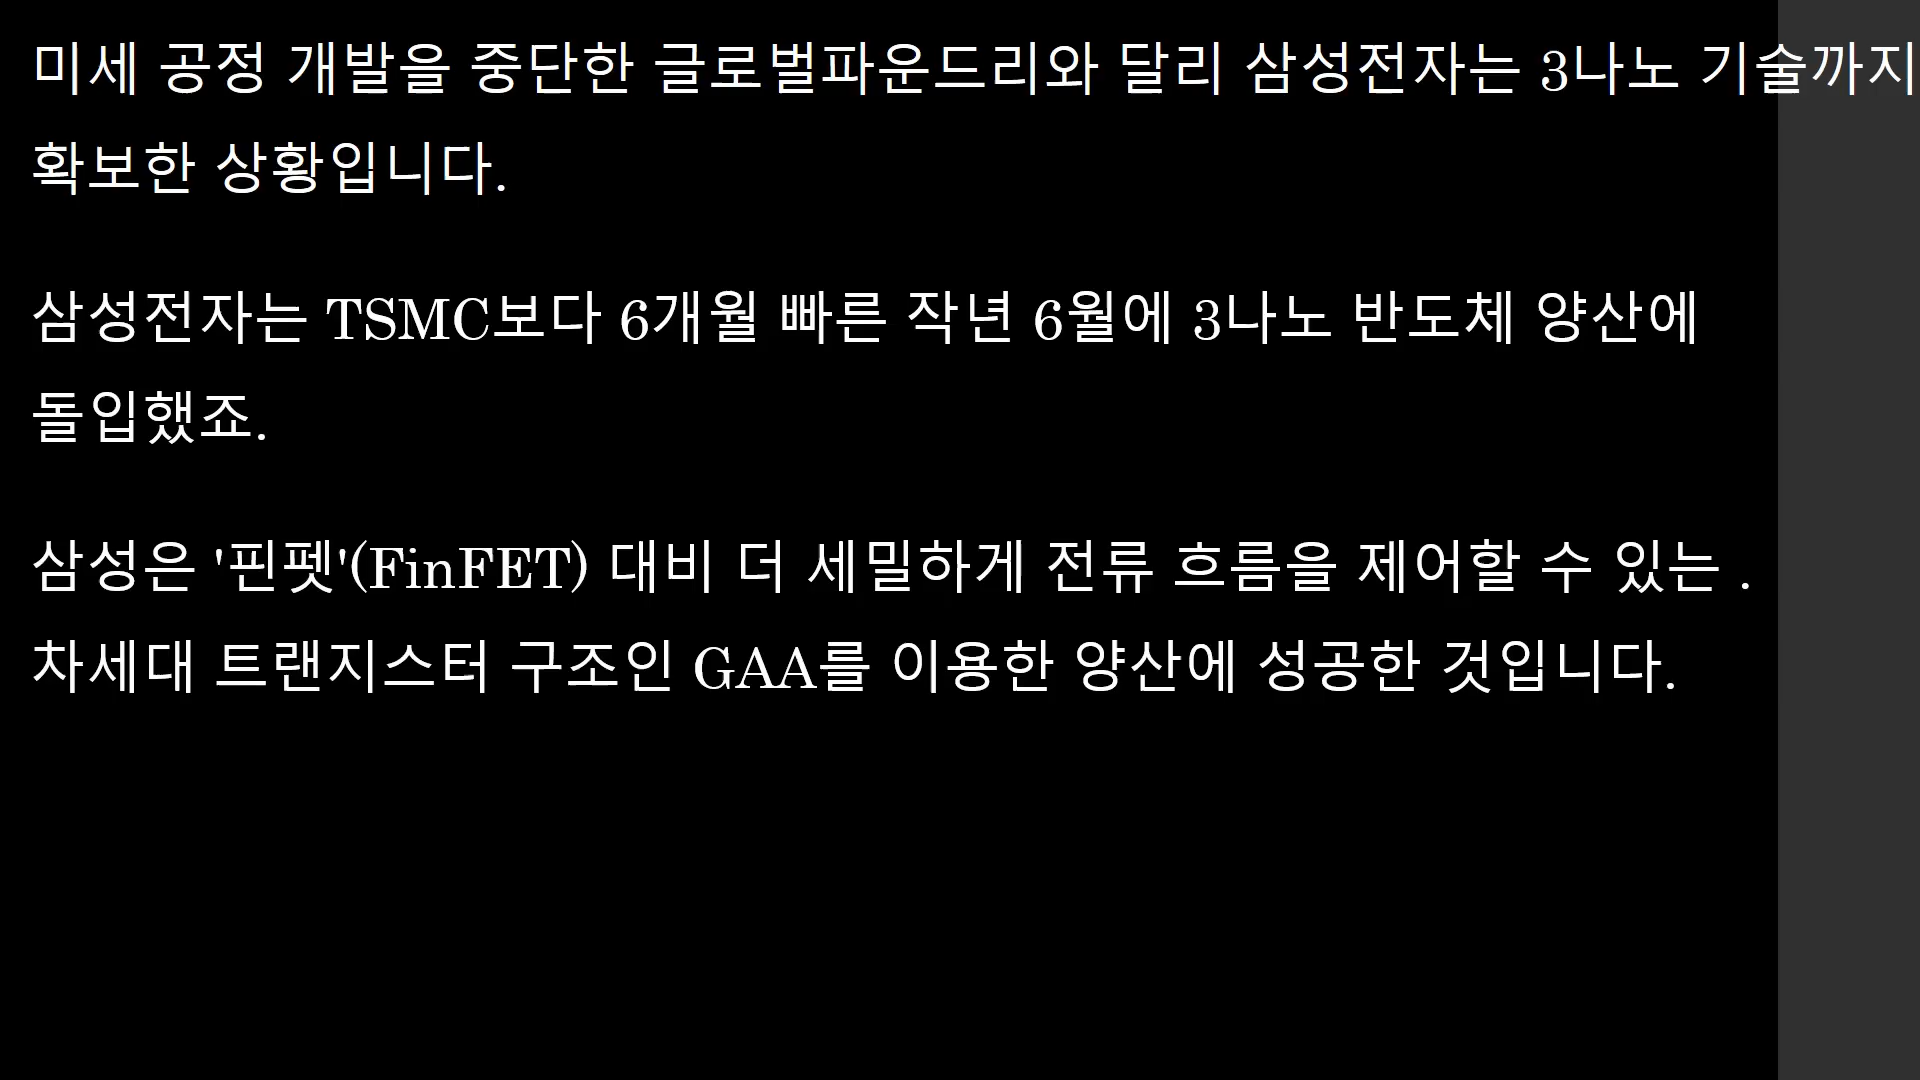 미세 공정 개발을 중단한 글로벌파운드리와 달리 삼성전자는 3나노 기술까지
확보한 상황입니다.
삼성전자는 TSMC보다 6개월 빠른 작년 6월에 3나노 반도체 양산에
돌입했죠.
삼성은 '핀펫'(FinFET) 대비 더 세밀하게 전류 흐름을 제어할 수 있는 .
차세대 트랜지스터 구조인 GAA를 이용한 양산에 성공한 것입니다.